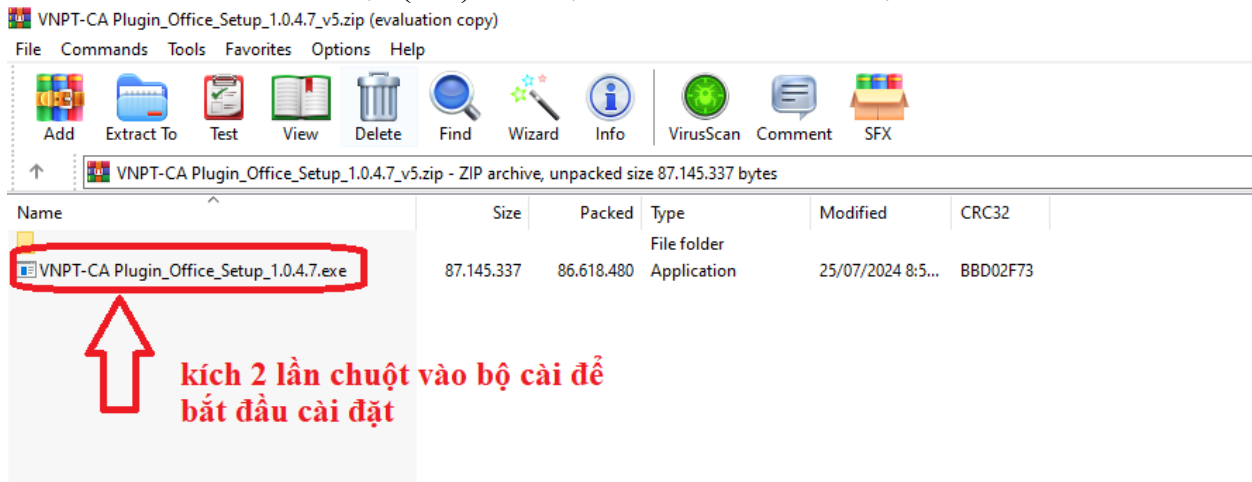 VNPT-CA Plugin_Office_Setup_1.0.4.7_v5.zip (evaluation copy)
File Commands Tools Favorites Options Help
Add Extract To Test View Delete Find Wizard Info VirusScan Comment SFX
VNPT-CA Plugin_Office_Setup_1.0.4.7_v5.zip - ZIP archive, unpacked size 87.145.337 bytes
Name Size Packed Type Modified CRC32
File folder
VNPT-CA Plugin_Office_Setup_1.0.4.7.exe 87.145.337 86.618.480 Application 25/07/2024 8:5... BBD02F73
kích 2 lần chuột vào bộ cài để
bắt đầu cài đặt